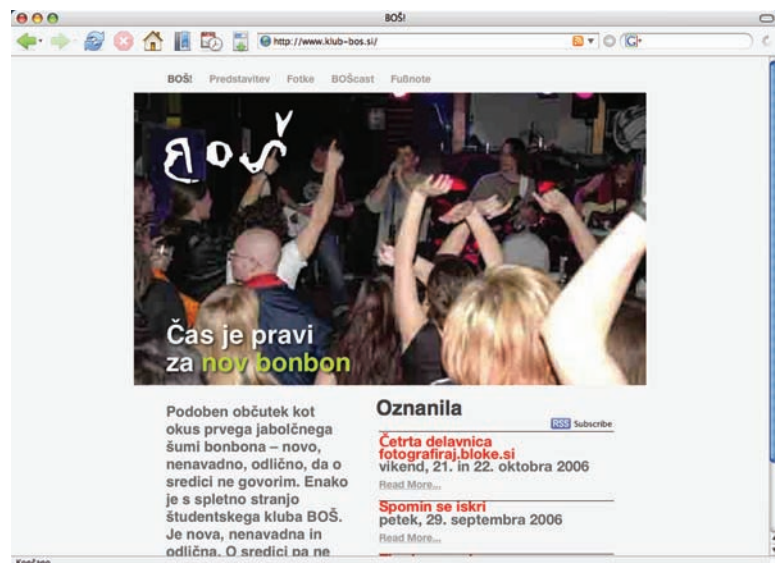 BOŠ!
http://www.klub-bos.si/
BOŠ! Predstavitev Fotke BOŠcast Fußnote
BOŠ
Čas je pravi
za nov bonbon
Podoben občutek kot
okus prvega jabolčnega
šumi bonbona – novo,
nenavadno, odlično, da o
sredici ne govorim. Enako
je s spletno stranjo
študentskega kluba BOŠ.
Je nova, nenavadna in
odlična. O sredici pa ne
Oznanila
RSS Subscribe
Četrta delavnica
fotografiraj.bloke.si
vikend, 21. in 22. oktobra 2006
Read More...
Spomin se iskri
petek, 29. septembra 2006
Read More...
Končano